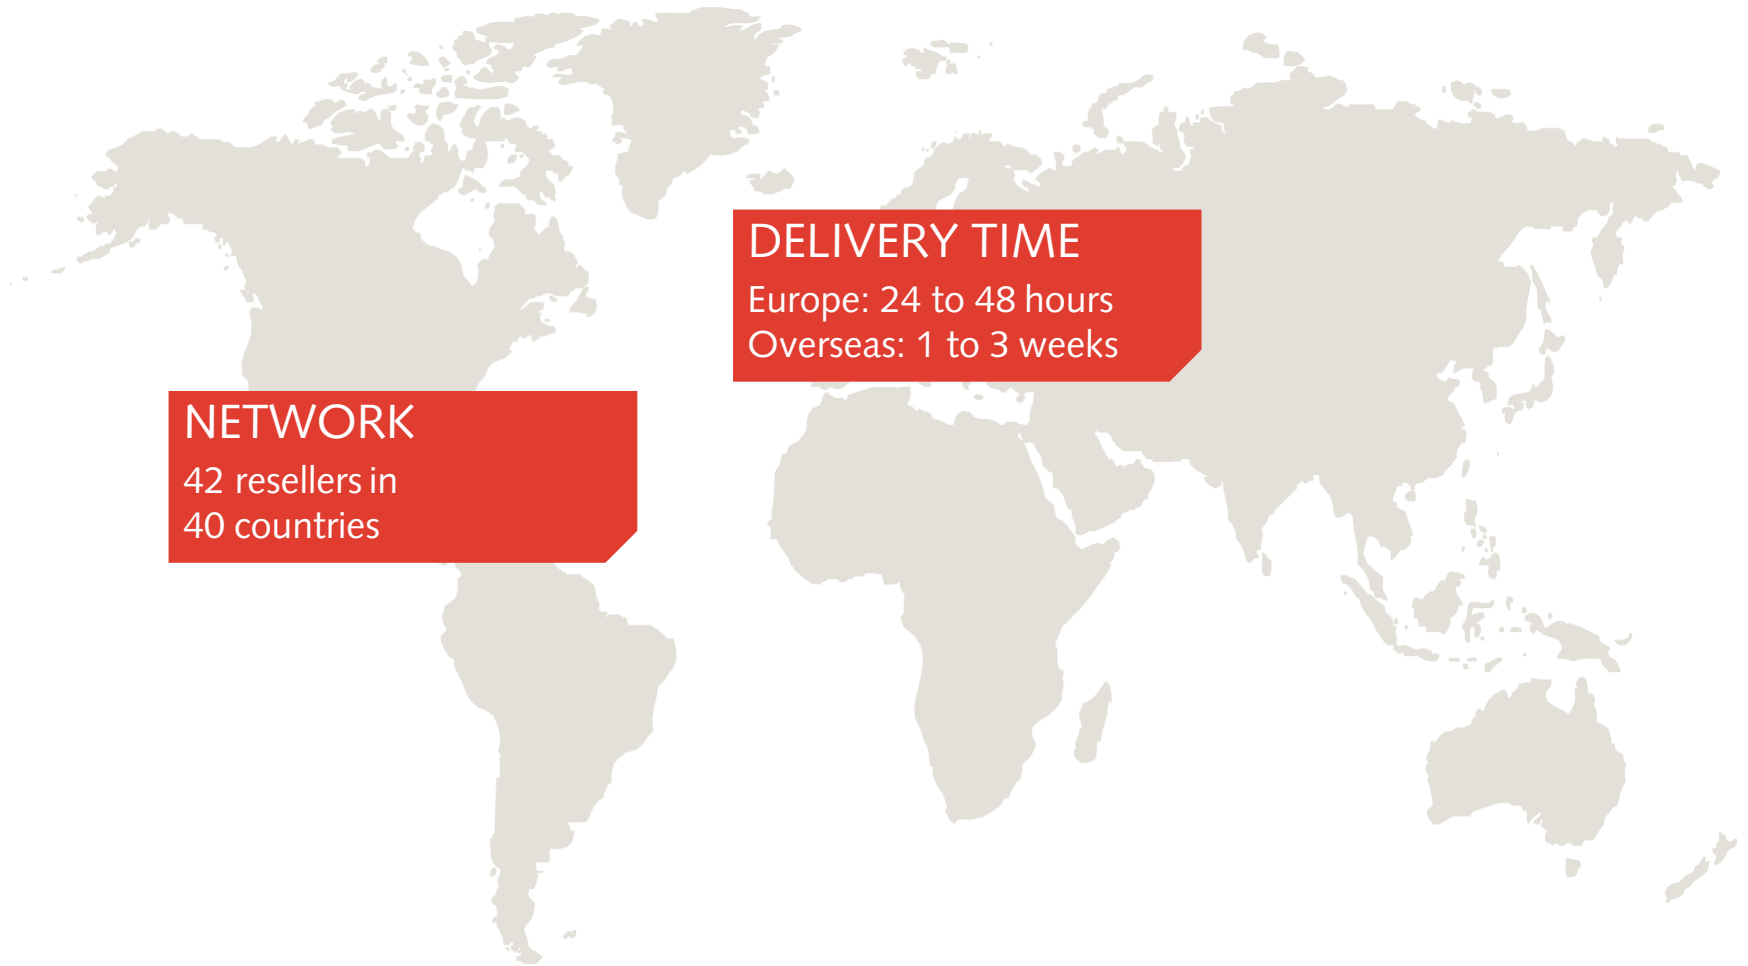 DELIVERY TIME
Europe: 24 to 48 hours
Overseas: 1 to 3 weeks
NETWORK
42 resellers in
40 countries